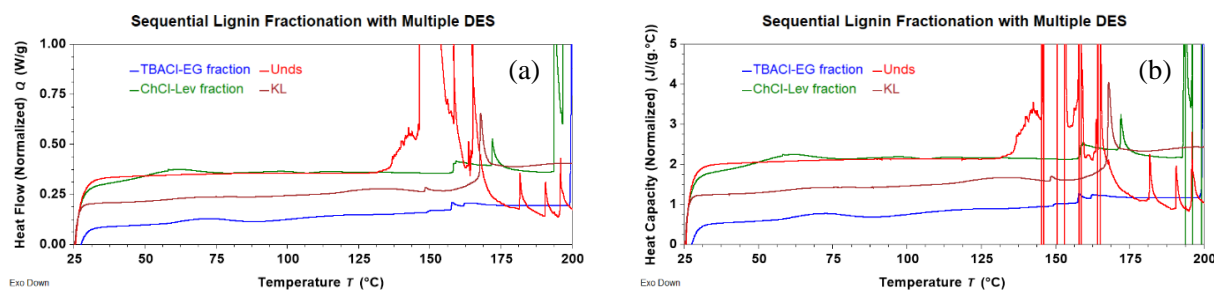 Sequential Lignin Fractionation with Multiple DES
1.00
0.75
0.50
0.25
0.00
Heat Flow (Normalized) Q (W/g)
TBACl-EG fraction
Unds
ChCl-Lev fraction
KL
(a)
25
50
75
100
125
150
175
200
Temperature T (°C)
Exo Down
Sequential Lignin Fractionation with Multiple DES
5
4
3
2
1
0
Heat Capacity (Normalized) (J/(g·°C))
TBACl-EG fraction
Unds
ChCl-Lev fraction
KL
(b)
25
50
75
100
125
150
175
200
Temperature T (°C)
Exo Down